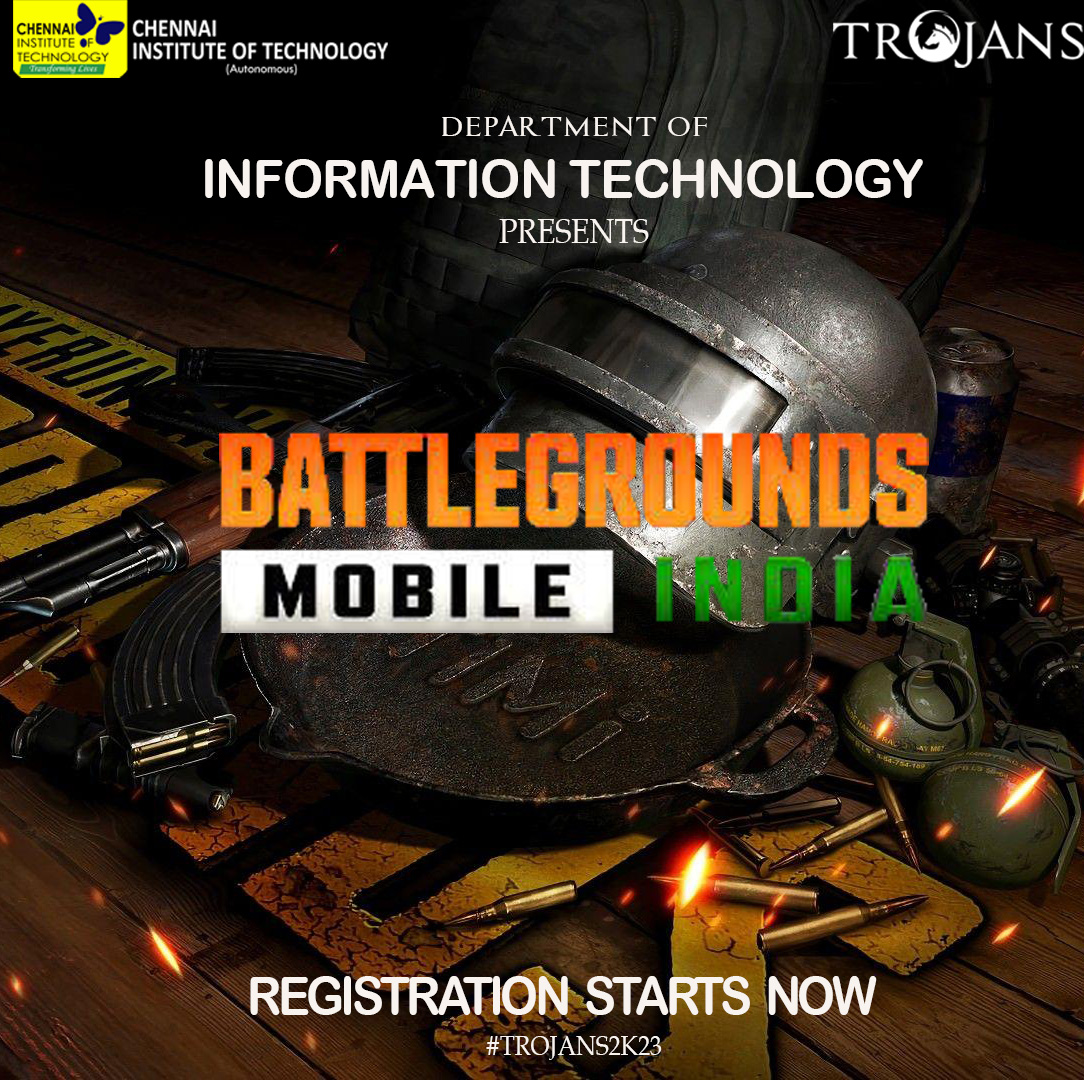 CHENNAI
INSTITUTE OF
TECHNOLOGY
Transforming Lives
CHENNAI
INSTITUTE OF TECHNOLOGY
(Autonomous)
TROJANS
DEPARTMENT OF
INFORMATION TECHNOLOGY
PRESENTS
BATTLEGROUNDS
MOBILE INDIA
REGISTRATION STARTS NOW
#TROJANS2K23